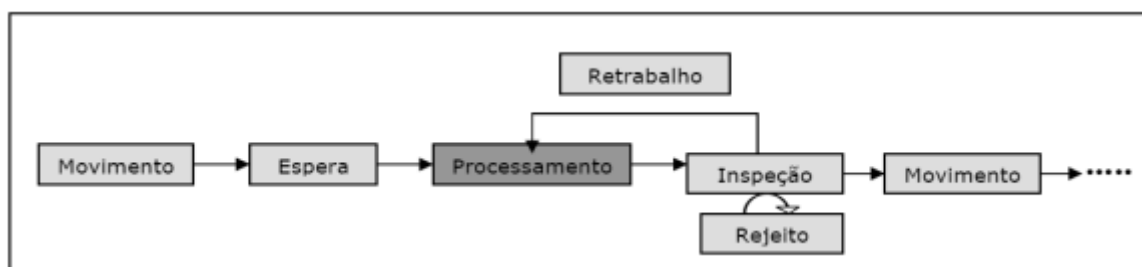 Retrabalho
Movimento
Espera
Processamento
Inspeção
Movimento
.....
Rejeito